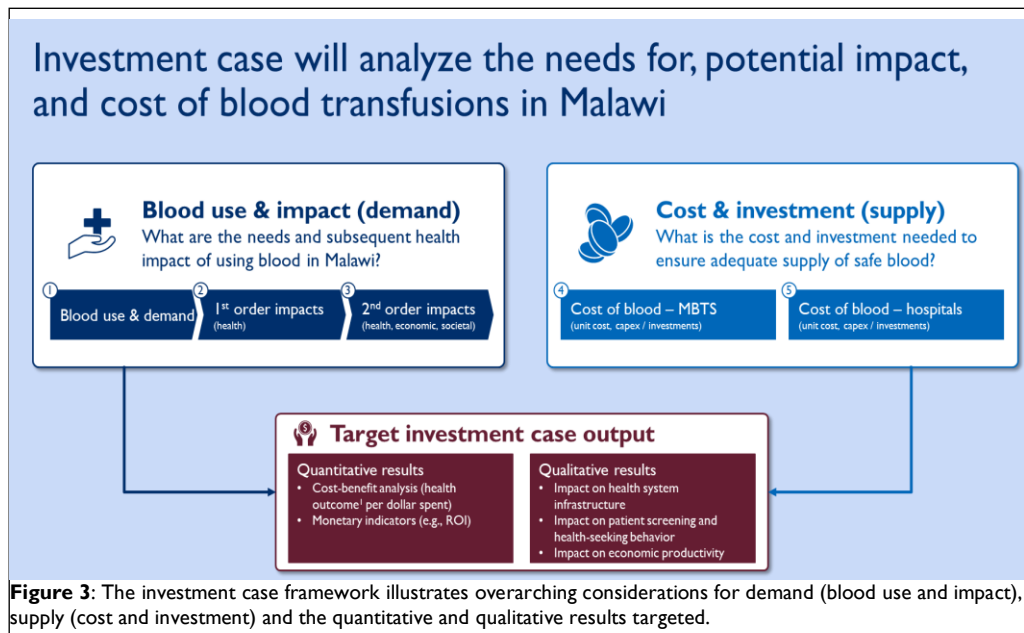 Investment case will analyze the needs for, potential impact,
and cost of blood transfusions in Malawi
Blood use & impact (demand)
What are the needs and subsequent health
impact of using blood in Malawi?
1
Blood use & demand
2
1st order impacts
(health)
3
2nd order impacts
(health, economic, societal)
Cost & investment (supply)
What is the cost and investment needed to
ensure adequate supply of safe blood?
4
Cost of blood – MBTS
(unit cost, capex / investments)
5
Cost of blood – hospitals
(unit cost, capex / investments)
$
Target investment case output
Quantitative results
• Cost-benefit analysis (health
outcome¹ per dollar spent)
• Monetary indicators (e.g., ROI)
Qualitative results
• Impact on health system
infrastructure
• Impact on patient screening and
health-seeking behavior
• Impact on economic productivity
Figure 3: The investment case framework illustrates overarching considerations for demand (blood use and impact),
supply (cost and investment) and the quantitative and qualitative results targeted.